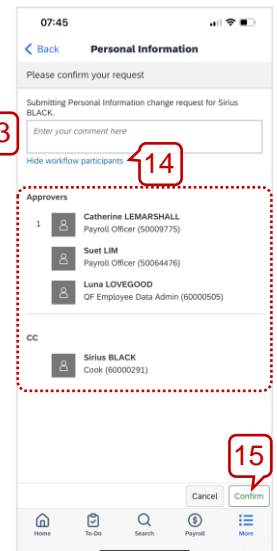 07:45
Back Personal Information
Please confirm your request
Submitting Personal Information change request for Sirius
BLACK.
3
Enter your comment here
Hide workflow participants
14
Approvers
1
Catherine LEMARSHALL
Payroll Officer (50009775)
Suet LIM
Payroll Officer (50064476)
Luna LOVEGOOD
QF Employee Data Admin (60000505)
CC
Sirius BLACK
Cook (60000291)
15
Cancel Confirm
Home To-Do Search Payroll More